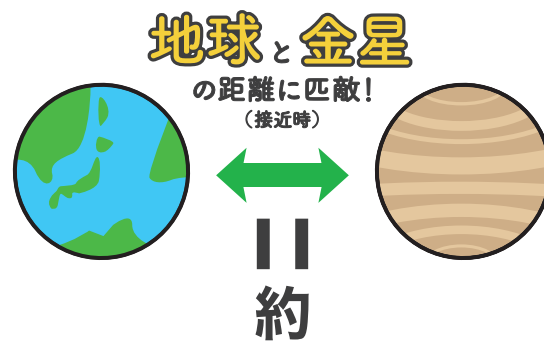 地球と金星
の距離に匹敵!
（接近時）
=
約